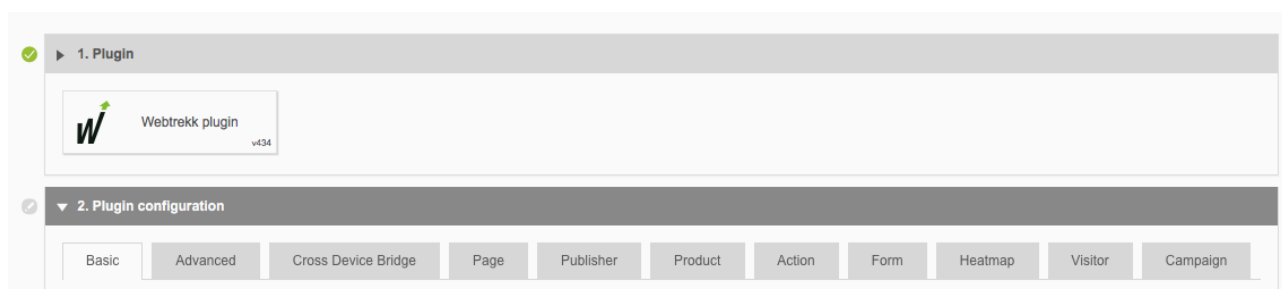 1. Plugin
Webtrekk plugin
v434
2. Plugin configuration
Basic Advanced Cross Device Bridge Page Publisher Product Action Form Heatmap Visitor Campaign